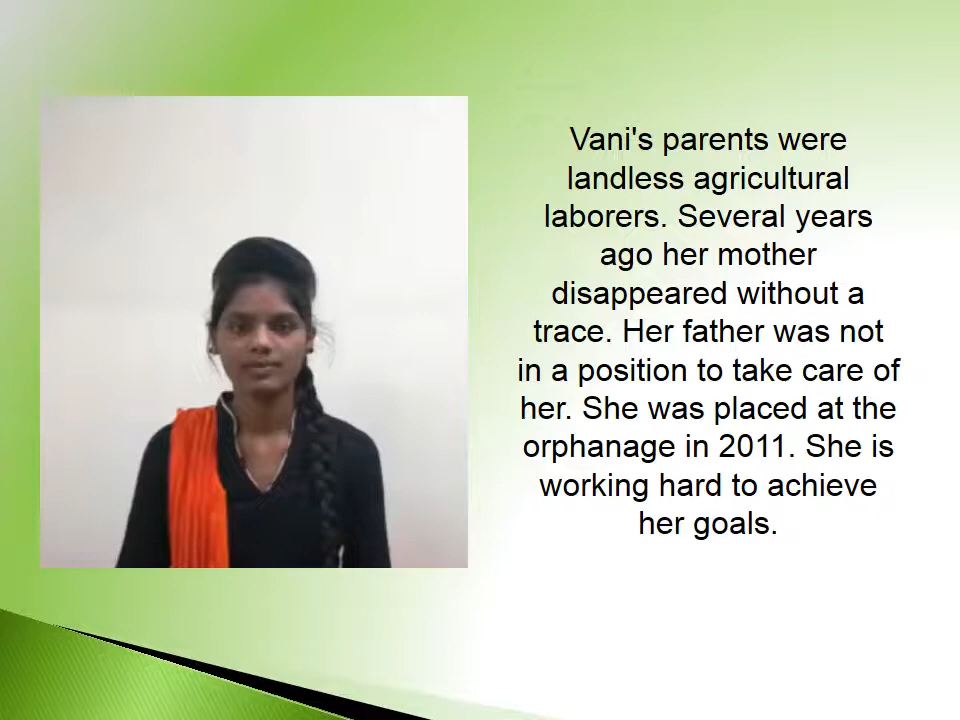 Vani's parents were
landless agricultural
laborers. Several years
ago her mother
disappeared without a
trace. Her father was not
in a position to take care of
her. She was placed at the
orphanage in 2011. She is
working hard to achieve
her goals.